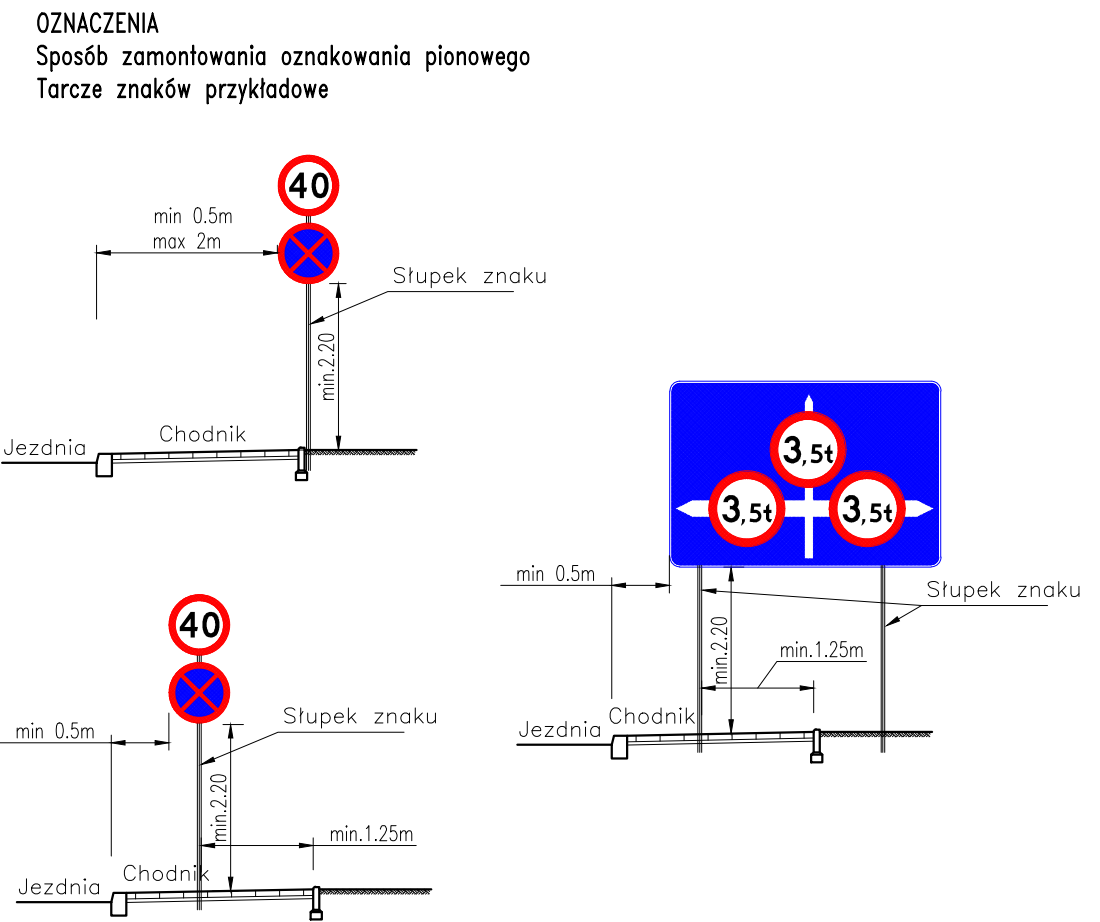 OZNACZENIA
Sposób zamontowania oznakowania pionowego
Tarcze znaków przykładowe
40
min 0.5m
max 2m
Słupek znaku
min.2.20
Chodnik
Jezdnia
3,5t
3,5t
3,5t
min 0.5m
Słupek znaku
min.2.20
min.1.25m
Chodnik
Jezdnia
40
min 0.5m
Słupek znaku
min.2.20
min.1.25m
Chodnik
Jezdnia